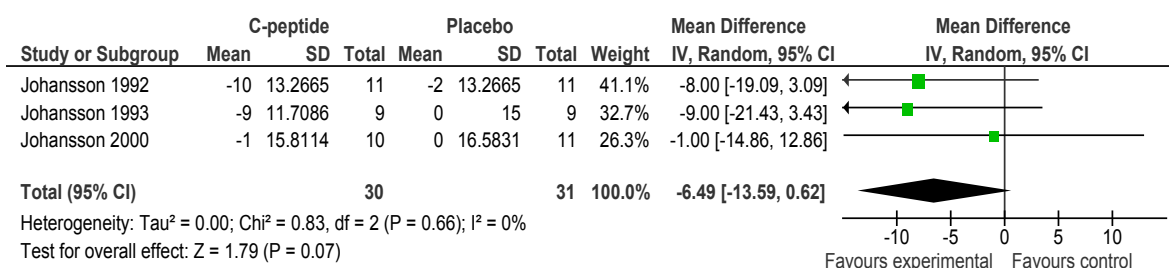 C-peptide Placebo Mean Difference Mean Difference
Study or Subgroup Mean SD Total Mean SD Total Weight IV, Random, 95% CI IV, Random, 95% CI
Johansson 1992 -10 13.2665 11 -2 13.2665 11 41.1% -8.00 [-19.09, 3.09]
Johansson 1993 -9 11.7086 9 0 15 9 32.7% -9.00 [-21.43, 3.43]
Johansson 2000 -1 15.8114 10 0 16.5831 11 26.3% -1.00 [-14.86, 12.86]
Total (95% CI) 30 31 100.0% -6.49 [-13.59, 0.62]
Heterogeneity: Tau² = 0.00; Chi² = 0.83, df = 2 (P = 0.66); I² = 0%
Test for overall effect: Z = 1.79 (P = 0.07)
-10 -5 0 5 10
Favours experimental Favours control